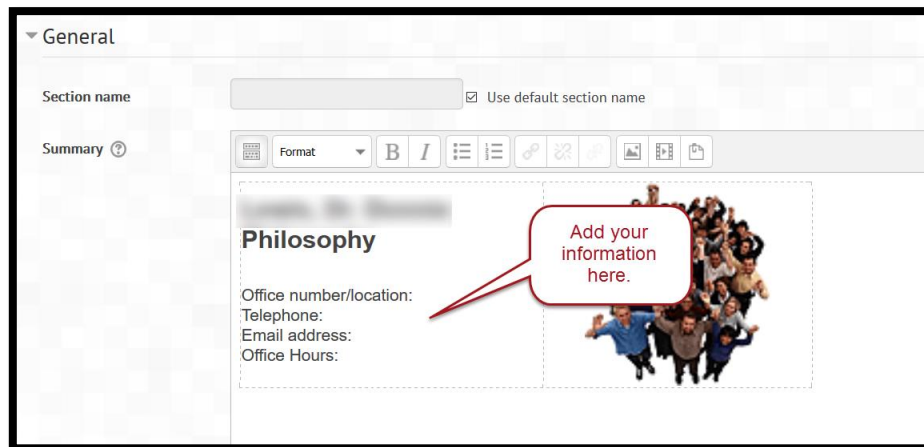 General
Section name
Use default section name
Summary
Format
B I
Philosophy
Add your
information
here.
Office number/location:
Telephone:
Email address:
Office Hours: